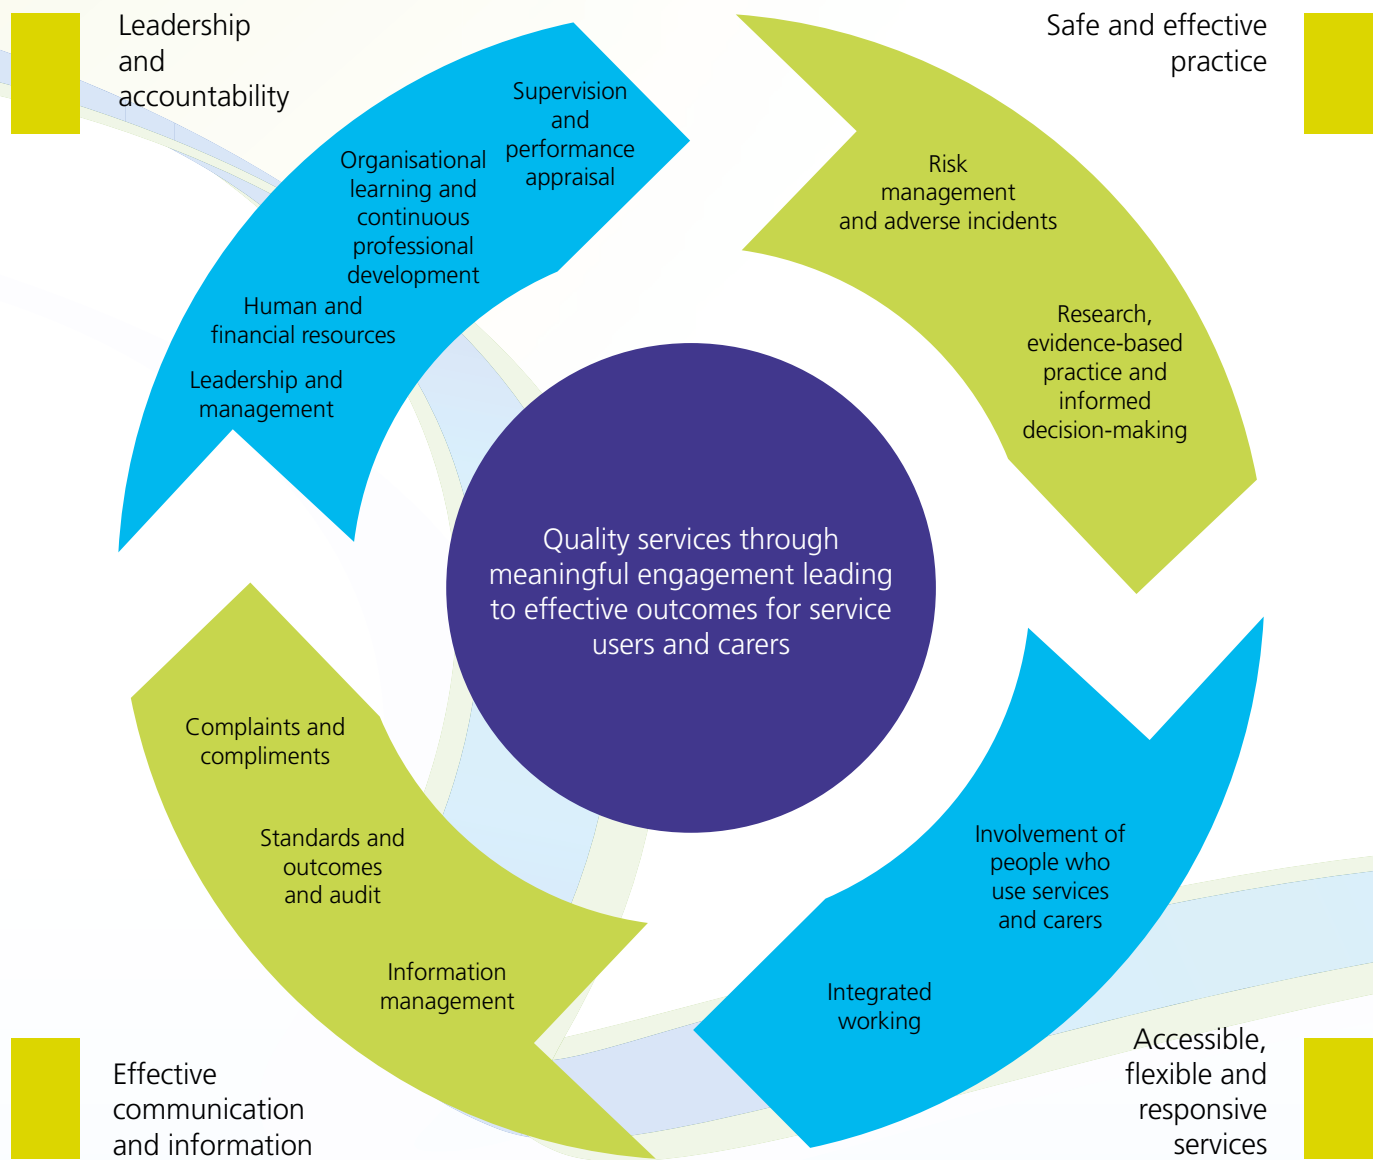 Leadership
and
accountability
Safe and effective
practice
Supervision
and
performance
appraisal
Organisational
learning and
continuous
professional
development
Human and
financial resources
Leadership and
management
Risk
management
and adverse incidents
Research,
evidence-based
practice and
informed
decision-making
Quality services through
meaningful engagement leading
to effective outcomes for service
users and carers
Complaints and
compliments
Standards and
outcomes
and audit
Information
management
Involvement of
people who
use services
and carers
Integrated
working
Effective
communication
and information
Accessible,
flexible and
responsive
services